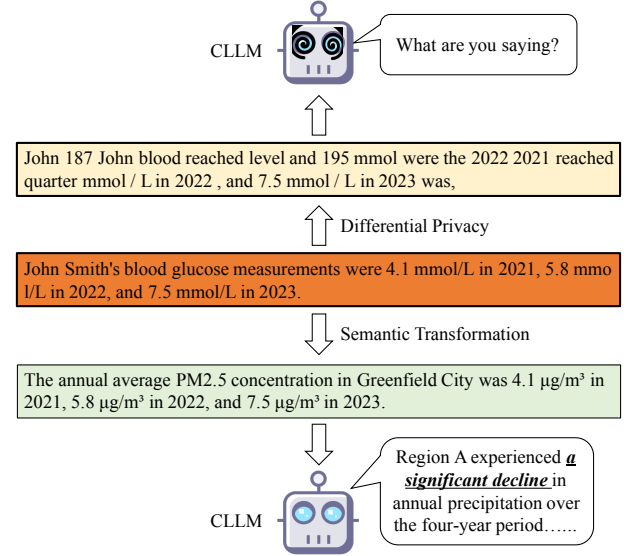 CLLM
What are you saying?
John 187 John blood reached level and 195 mmol were the 2022 2021 reached
quarter mmol / L in 2022 , and 7.5 mmol / L in 2023 was,
Differential Privacy
John Smith's blood glucose measurements were 4.1 mmol/L in 2021, 5.8 mmo
l/L in 2022, and 7.5 mmol/L in 2023.
Semantic Transformation
The annual average PM2.5 concentration in Greenfield City was 4.1 μg/m³ in
2021, 5.8 μg/m³ in 2022, and 7.5 μg/m³ in 2023.
CLLM
Region A experienced a
significant decline in
annual precipitation over
the four-year period…...